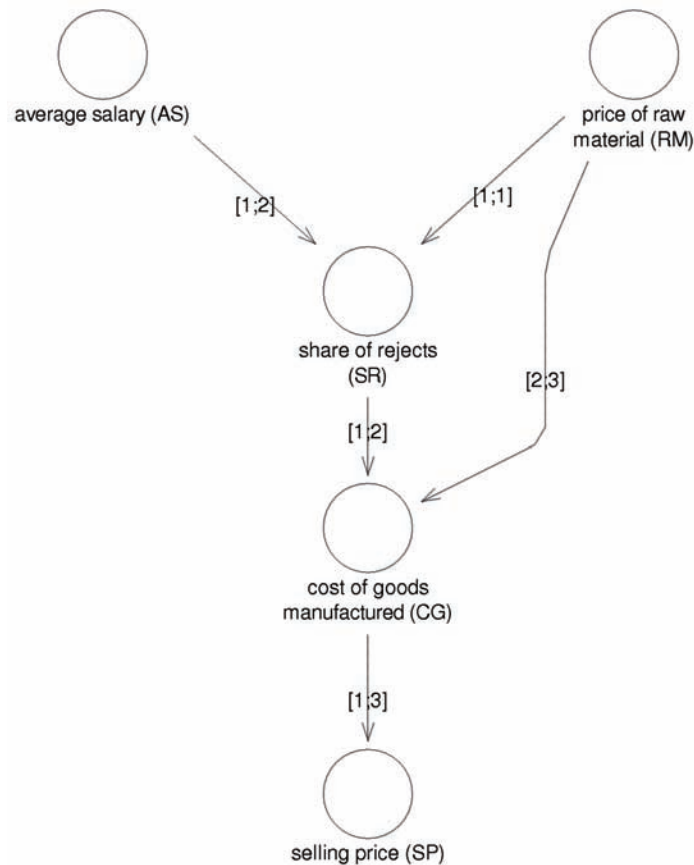 average salary (AS)
price of raw
material (RM)
[1;2]
[1;1]
share of rejects
(SR)
[2;3]
[1;2]
cost of goods
manufactured (CG)
[1;3]
selling price (SP)